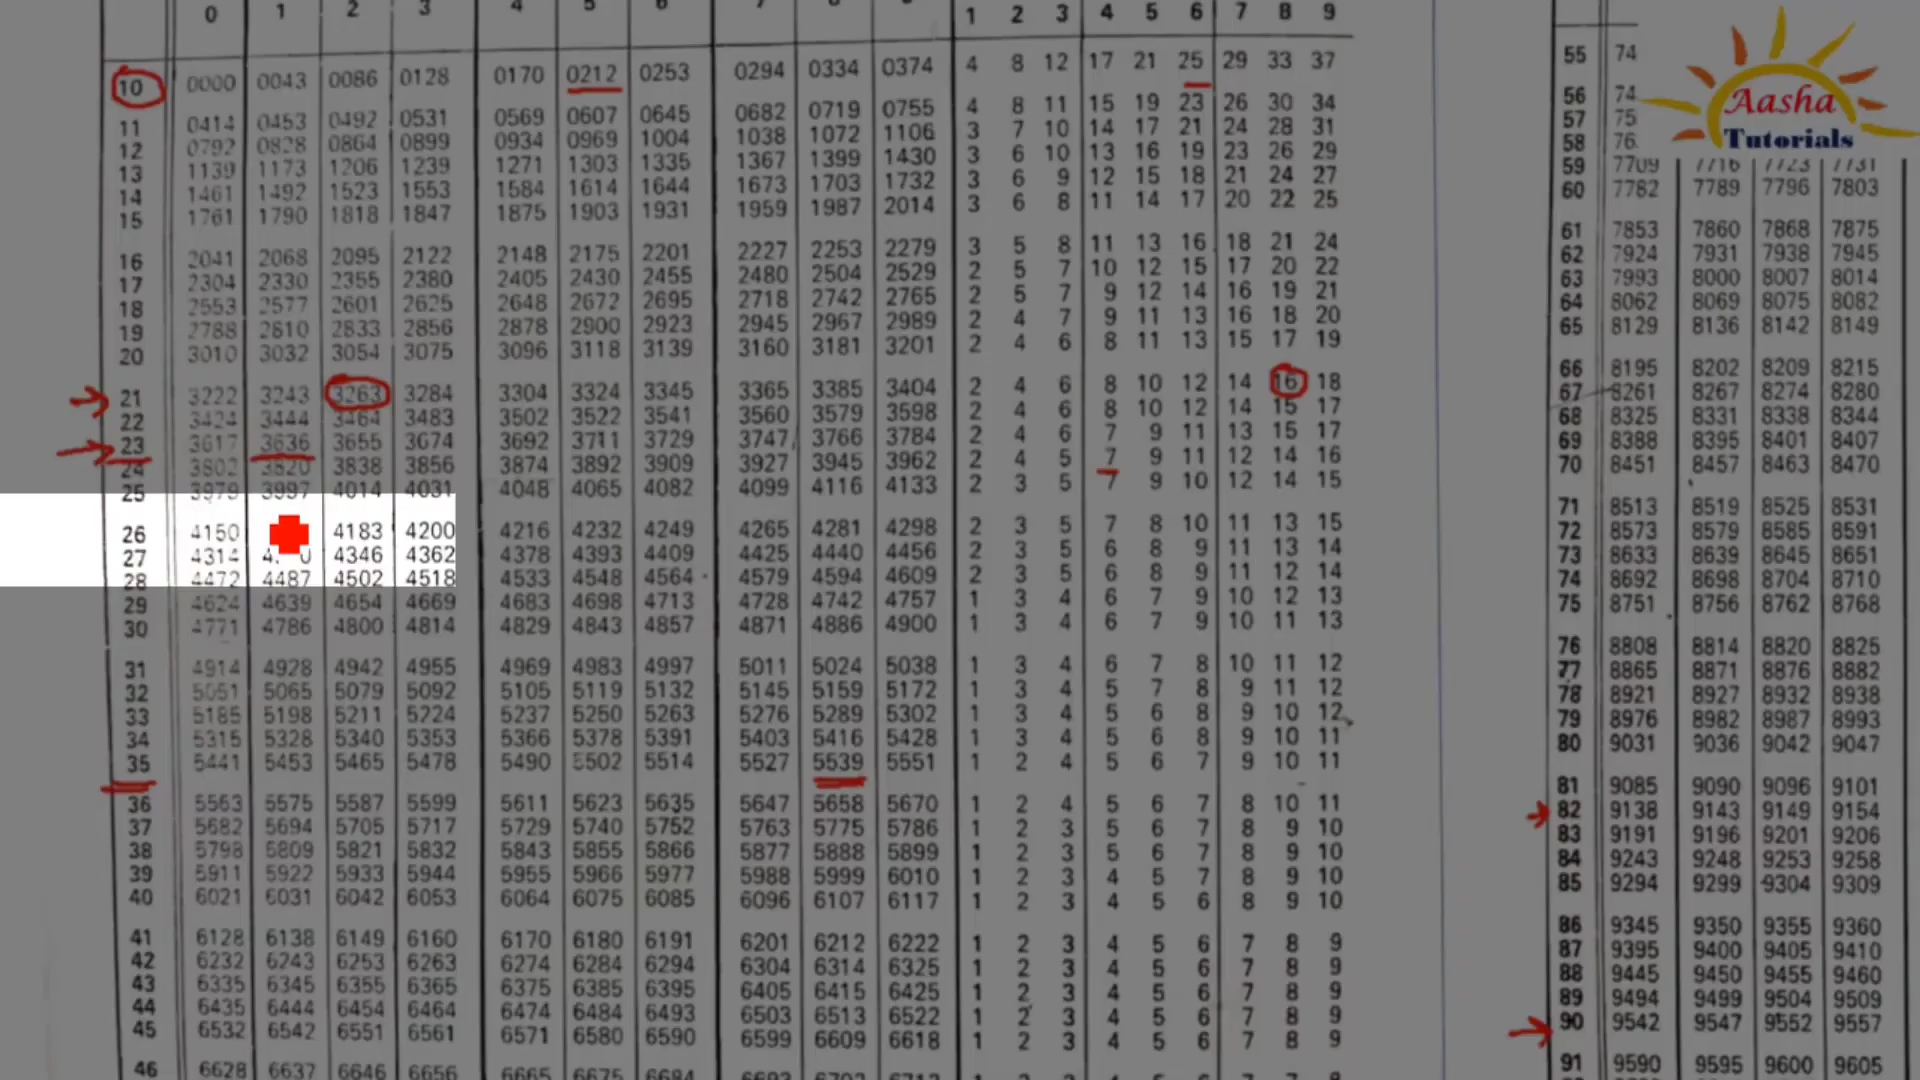 0 1 2 3 4 5 6 7 1 2 3 4 5 6 7 8 9
10 0000 0043 0086 0128 0170 0212 0253 0294 0334 0374 4 8 12 17 21 25 29 33 37 55 74
Aasha
Tutorials
11 0414 0453 0492 0531 0569 0607 0645 0682 0719 0755 4 8 11 15 19 23 26 30 34 56 74
12 0792 0828 0864 0899 0934 0969 1004 1038 1072 1106 3 7 10 14 17 21 24 28 31 57 75
13 1139 1173 1206 1239 1271 1303 1335 1367 1399 1430 3 6 10 13 16 19 23 26 29 58 76
14 1461 1492 1523 1553 1584 1614 1644 1673 1703 1732 3 6 9 12 15 18 21 24 27 59 7709 7716 7723 7731
15 1761 1790 1818 1847 1875 1903 1931 1959 1987 2014 3 6 8 11 14 17 20 22 25 60 7782 7789 7796 7803
16 2041 2068 2095 2122 2148 2175 2201 2227 2253 2279 3 5 8 11 13 16 18 21 24 61 7853 7860 7868 7875
17 2304 2330 2355 2380 2405 2430 2455 2480 2504 2529 2 5 7 10 12 15 17 20 22 62 7924 7931 7938 7945
18 2553 2577 2601 2625 2648 2672 2695 2718 2742 2765 2 5 7 9 12 14 16 19 21 63 7993 8000 8007 8014
19 2788 2810 2833 2856 2878 2900 2923 2945 2967 2989 2 4 7 9 11 13 16 18 20 64 8062 8069 8075 8082
20 3010 3032 3054 3075 3096 3118 3139 3160 3181 3201 2 4 6 8 11 13 15 17 19 65 8129 8136 8142 8149
21 3222 3243 3263 3284 3304 3324 3345 3365 3385 3404 2 4 6 8 10 12 14 16 18 66 8195 8202 8209 8215
22 3424 3444 3464 3483 3502 3522 3541 3560 3579 3598 2 4 6 8 10 12 14 15 17 67 8261 8267 8274 8280
23 3617 3636 3655 3674 3692 3711 3729 3747 3766 3784 2 4 6 7 9 11 13 15 17 68 8325 8331 8338 8344
24 3802 3820 3838 3856 3874 3892 3909 3927 3945 3962 2 4 5 7 9 11 12 14 16 69 8388 8395 8401 8407
25 3979 3997 4014 4031 4048 4065 4082 4099 4116 4133 2 3 5 7 9 10 12 14 15 70 8451 8457 8463 8470
26 4150 4183 4200 4216 4232 4249 4265 4281 4298 2 3 5 7 8 10 11 13 15 71 8513 8519 8525 8531
27 4314 4346 4362 4378 4393 4409 4425 4440 4456 2 3 5 6 8 9 11 13 14 72 8573 8579 8585 8591
28 4472 4487 4502 4518 4533 4548 4564 4579 4594 4609 2 3 5 6 8 9 11 12 14 73 8633 8639 8645 8651
29 4624 4639 4654 4669 4683 4698 4713 4728 4742 4757 1 3 4 6 7 9 10 12 13 74 8692 8698 8704 8710
30 4771 4786 4800 4814 4829 4843 4857 4871 4886 4900 1 3 4 6 7 9 10 11 13 75 8751 8756 8762 8768
31 4914 4928 4942 4955 4969 4983 4997 5011 5024 5038 1 3 4 6 7 8 10 11 12 76 8808 8814 8820 8825
32 5051 5065 5079 5092 5105 5119 5132 5145 5159 5172 1 3 4 5 7 8 9 11 12 77 8865 8871 8876 8882
33 5185 5198 5211 5224 5237 5250 5263 5276 5289 5302 1 3 4 5 6 8 9 10 12 78 8921 8927 8932 8938
34 5315 5328 5340 5353 5366 5378 5391 5403 5416 5428 1 3 4 5 6 8 9 10 11 79 8976 8982 8987 8993
35 5441 5453 5465 5478 5490 5502 5514 5527 5539 5551 1 2 4 5 6 7 9 10 11 80 9031 9036 9042 9047
36 5563 5575 5587 5599 5611 5623 5635 5647 5658 5670 1 2 4 5 6 7 8 10 11 81 9085 9090 9096 9101
37 5682 5694 5705 5717 5729 5740 5752 5763 5775 5786 1 2 3 5 6 7 8 9 10 82 9138 9143 9149 9154
38 5798 5809 5821 5832 5843 5855 5866 5877 5888 5899 1 2 3 5 6 7 8 9 10 83 9191 9196 9201 9206
39 5911 5922 5933 5944 5955 5966 5977 5988 5999 6010 1 2 3 4 5 7 8 9 10 84 9243 9248 9253 9258
40 6021 6031 6042 6053 6064 6075 6085 6096 6107 6117 1 2 3 4 5 6 8 9 10 85 9294 9299 9304 9309
41 6128 6138 6149 6160 6170 6180 6191 6201 6212 6222 1 2 3 4 5 6 7 8 9 86 9345 9350 9355 9360
42 6232 6243 6253 6263 6274 6284 6294 6304 6314 6325 1 2 3 4 5 6 7 8 9 87 9395 9400 9405 9410
43 6335 6345 6355 6365 6375 6385 6395 6405 6415 6425 1 2 3 4 5 6 7 8 9 88 9445 9450 9455 9460
44 6435 6444 6454 6464 6474 6484 6493 6503 6513 6522 1 2 3 4 5 6 7 8 9 89 9494 9499 9504 9509
45 6532 6542 6551 6561 6571 6580 6590 6599 6609 6618 1 2 3 4 5 6 7 8 9 90 9542 9547 9552 9557
46 6628 6637 6646 6656 6665 6675 6684 91 9590 9595 9600 9605